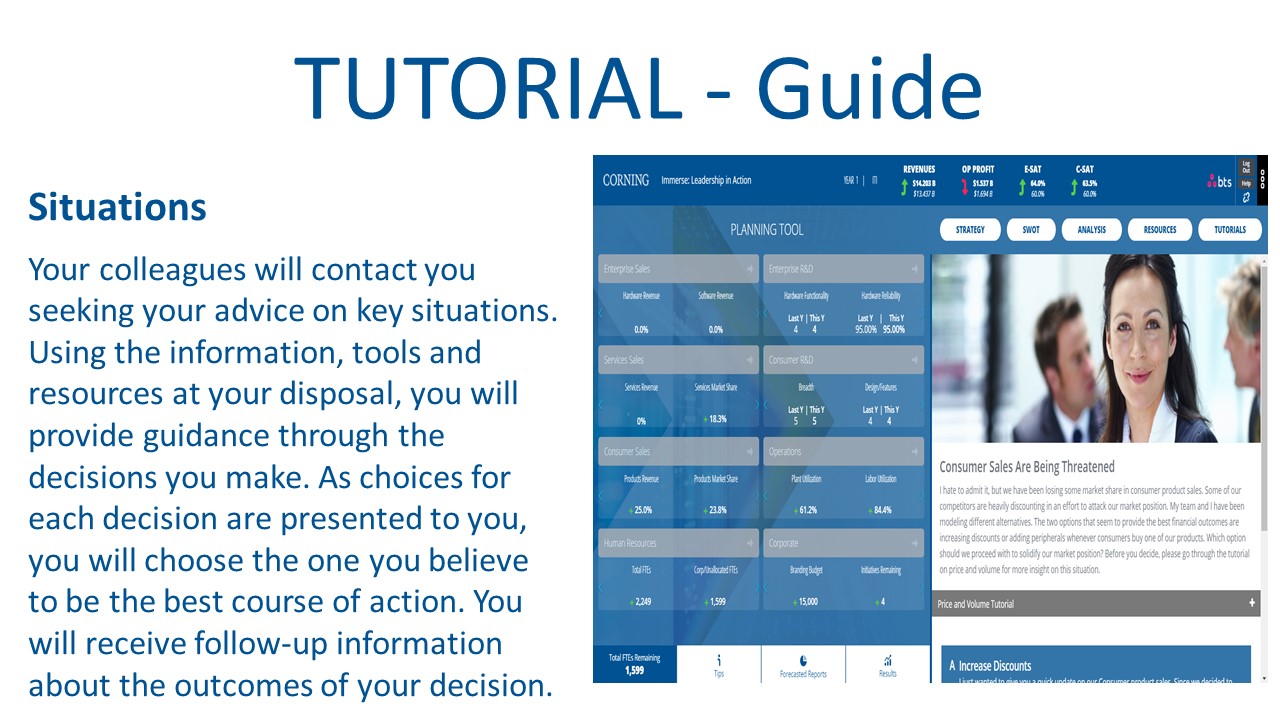 TUTORIAL - Guide
Situations
Your colleagues will contact you
seeking your advice on key situations.
Using the information, tools and
resources at your disposal, you will
provide guidance through the
decisions you make. As choices for
each decision are presented to you,
you will choose the one you believe
to be the best course of action. You
will receive follow-up information
about the outcomes of your decision.
CORNING Immerse: Leadership in Action
YEAR 1 |
REVENUES OP PROFIT E-SAT C-SAT
$14.203 B $1.537 B 64.0% 63.5%
$13.437 B $1.694 B 60.0% 60.0%
bts
Log
Out
Help
PLANNING TOOL
STRATEGY SWOT ANALYSIS RESOURCES TUTORIALS
Enterprise Sales Enterprise R&D
Hardware Revenue Software Revenue Hardware Functionality Hardware Reliability
Last Y | This Y Last Y | This Y
0.0% 0.0% 4 4 95.00% 95.00%
Services Sales Consumer R&D
Services Revenue Services Market Share Breadth Design/Features
Last Y | This Y Last Y | This Y
0% + 18.3% 5 5 4 4
Consumer Sales Operations
Products Revenue Products Market Share Plant Utilization Labor Utilization
+ 25.0% + 23.8% + 61.2% + 84.4%
Human Resources Corporate
Total FTEs Corp/Unallocated FTEs Branding Budget Initiatives Remaining
+ 2,249 + 1,599 + 15,000 + 4
Total FTEs Remaining
1,599
Tips Forecasted Reports Results
Consumer Sales Are Being Threatened
I hate to admit it, but we have been losing some market share in consumer product sales. Some of our
competitors are heavily discounting in an effort to attack our market position. My team and I have been
modeling different alternatives. The two options that seem to provide the best financial outcomes are
increasing discounts or adding peripherals whenever consumers buy one of our products. Which option
should we proceed with to solidify our market position? Before you decide, please go through the tutorial
on price and volume for more insight on this situation.
Price and Volume Tutorial +
A Increase Discounts
I just wanted to give you a quick update on our Consumer product sales. Since we decided to